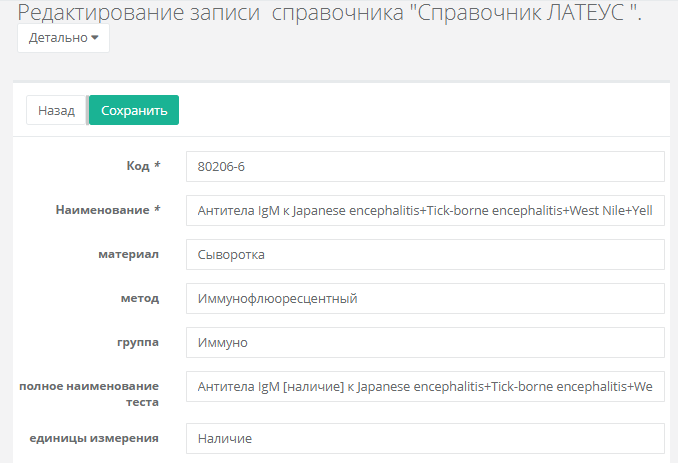 Редактирование записи справочника "Справочник ЛАТЕУС ".
Детально
Назад Сохранить
Код * 80206-6
Наименование * Антитела IgM к Japanese encephalitis+Tick-borne encephalitis+West Nile+Yell
материал Сыворотка
метод Иммунофлюоресцентный
группа Иммуно
полное наименование Антитела IgM [наличие] к Japanese encephalitis+Tick-borne encephalitis+We
теста
единицы измерения Наличие